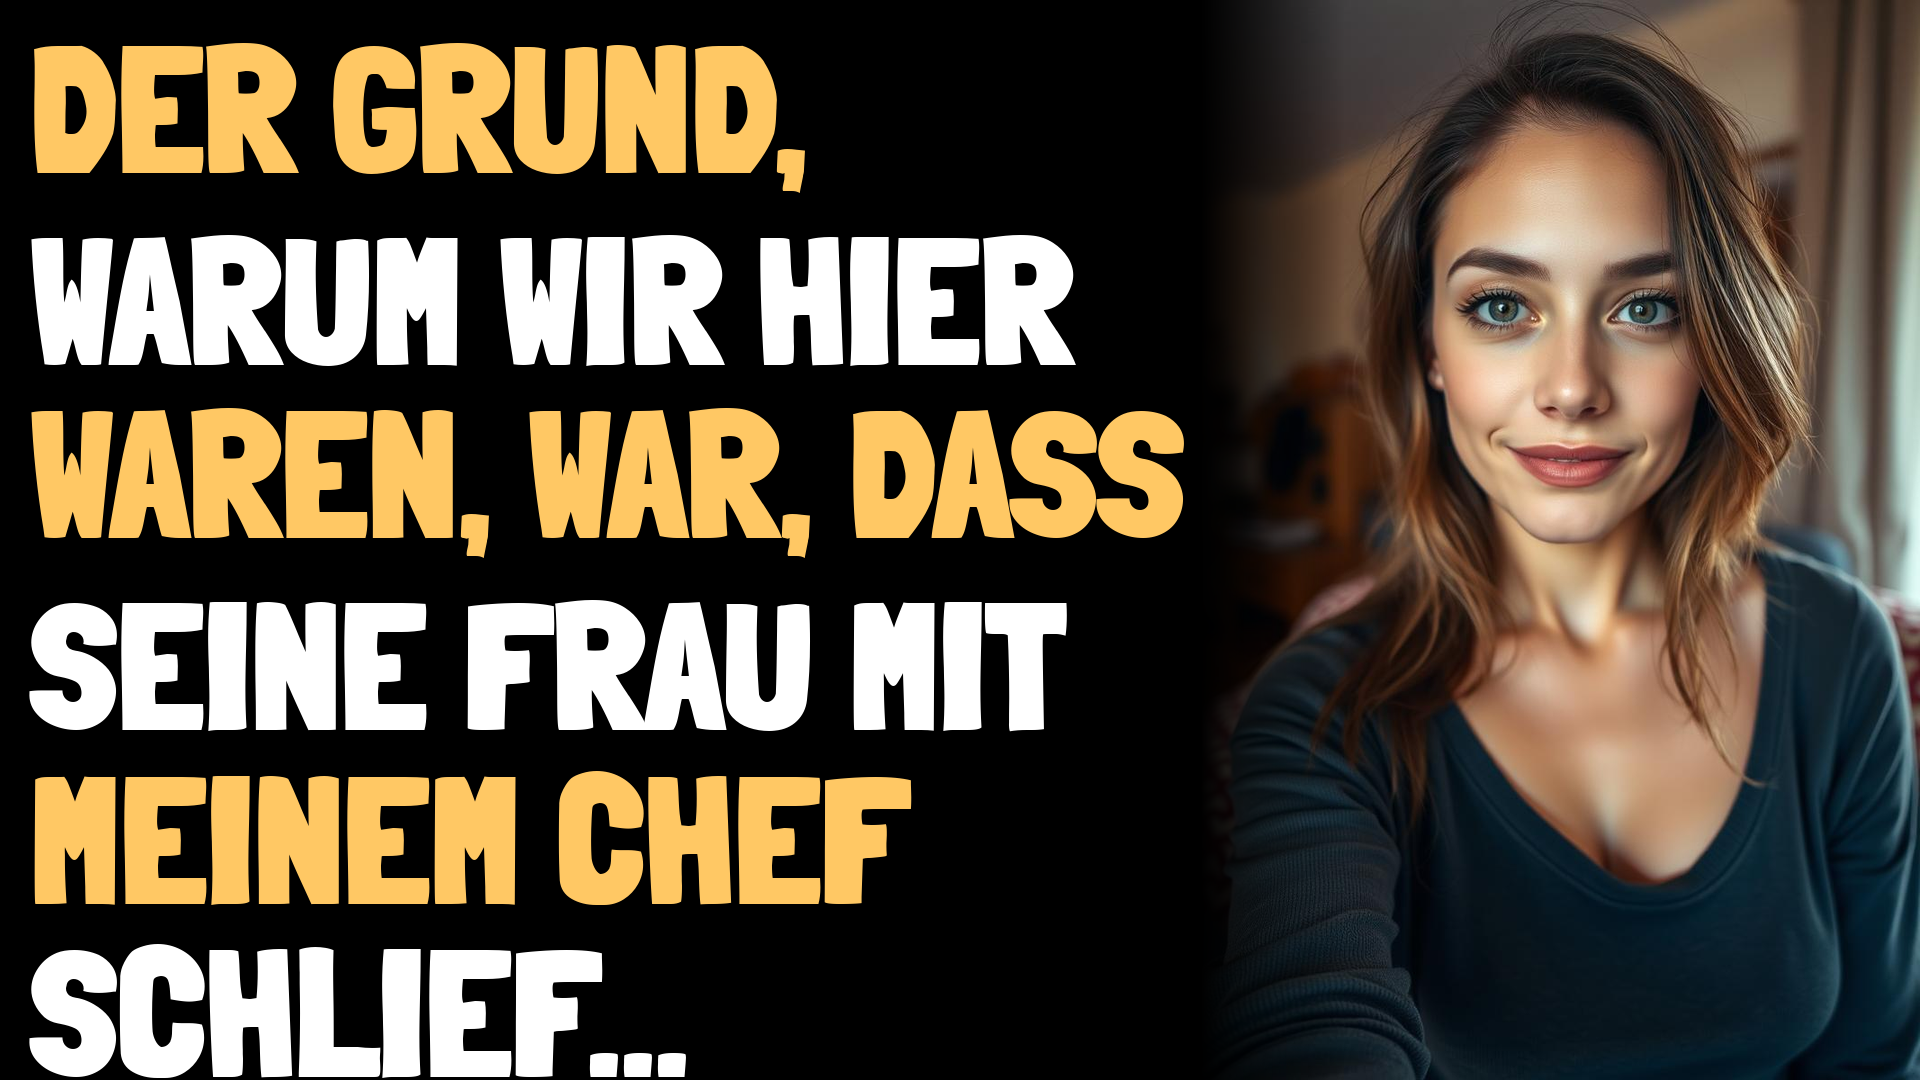 DER GRUND,
WARUM WIR HIER
WAREN, WAR, DASS
SEINE FRAU MIT
MEINEM CHEF
SCHLIEF...